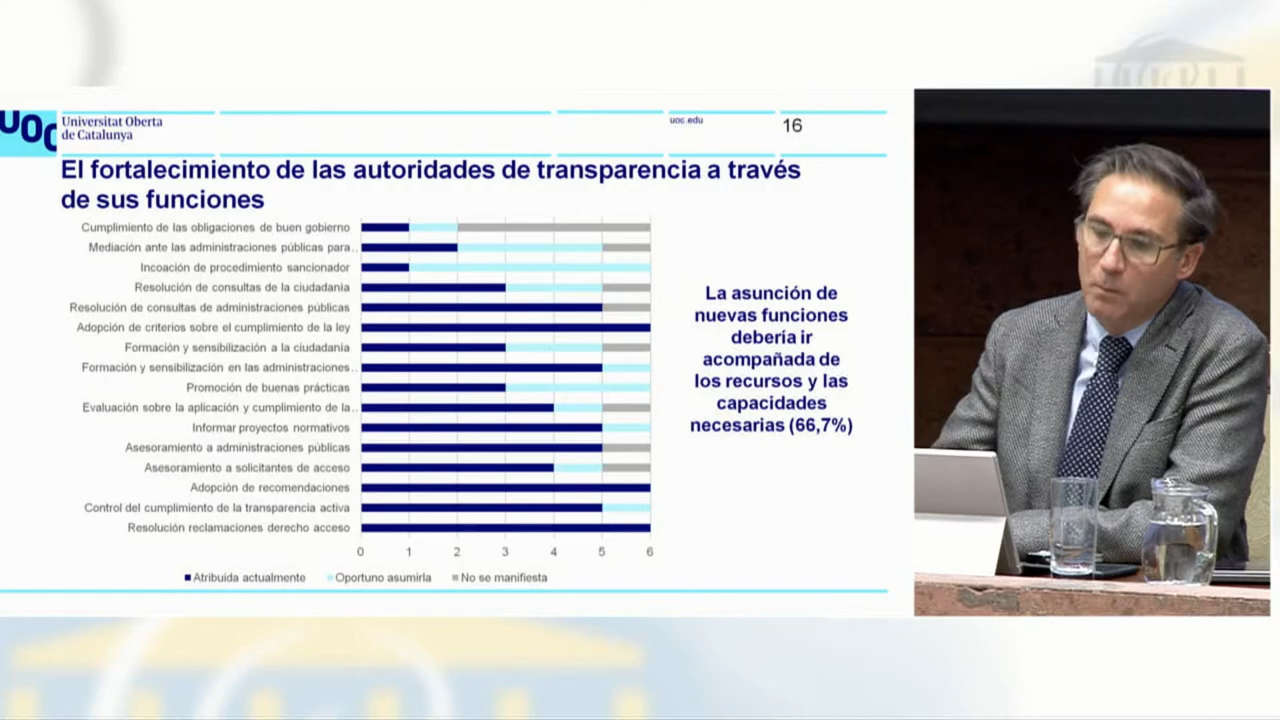 uoc
Universitat Oberta
de Catalunya
uoc.edu
16
El fortalecimiento de las autoridades de transparencia a través
de sus funciones
Cumplimiento de las obligaciones de buen gobierno
Mediación ante las administraciones públicas para..
Incoación de procedimiento sancionador
Resolución de consultas de la ciudadanía
Resolución de consultas de administraciones públicas
Adopción de criterios sobre el cumplimiento de la ley
Formación y sensibilización a la ciudadanía
Formación y sensibilización en las administraciones..
Promoción de buenas prácticas
Evaluación sobre la aplicación y cumplimiento de la..
Informar proyectos normativos
Asesoramiento a administraciones públicas
Asesoramiento a solicitantes de acceso
Adopción de recomendaciones
Control del cumplimiento de la transparencia activa
Resolución reclamaciones derecho acceso
0 1 2 3 4 5 6
Atribuida actualmente Oportuno asumirla No se manifiesta
La asunción de
nuevas funciones
debería ir
acompañada de
los recursos y las
capacidades
necesarias (66,7%)